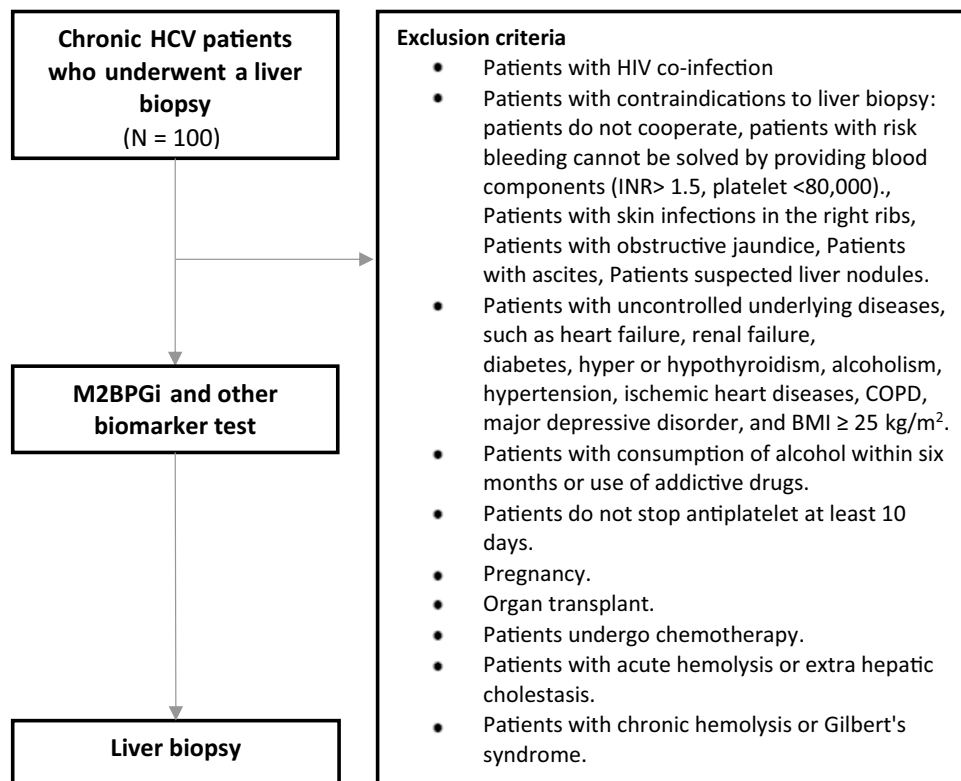 Chronic HCV patients
who underwent a liver
biopsy
(N = 100)
M2BPGi and other
biomarker test
Liver biopsy
Exclusion criteria
• Patients with HIV co-infection
• Patients with contraindications to liver biopsy:
patients do not cooperate, patients with risk
bleeding cannot be solved by providing blood
components (INR> 1.5, platelet <80,000).,
Patients with skin infections in the right ribs,
Patients with obstructive jaundice, Patients
with ascites, Patients suspected liver nodules.
• Patients with uncontrolled underlying diseases,
such as heart failure, renal failure,
diabetes, hyper or hypothyroidism, alcoholism,
hypertension, ischemic heart diseases, COPD,
major depressive disorder, and BMI ≥ 25 kg/m².
• Patients with consumption of alcohol within six
months or use of addictive drugs.
• Patients do not stop antiplatelet at least 10
days.
• Pregnancy.
• Organ transplant.
• Patients undergo chemotherapy.
• Patients with acute hemolysis or extra hepatic
cholestasis.
• Patients with chronic hemolysis or Gilbert's
syndrome.